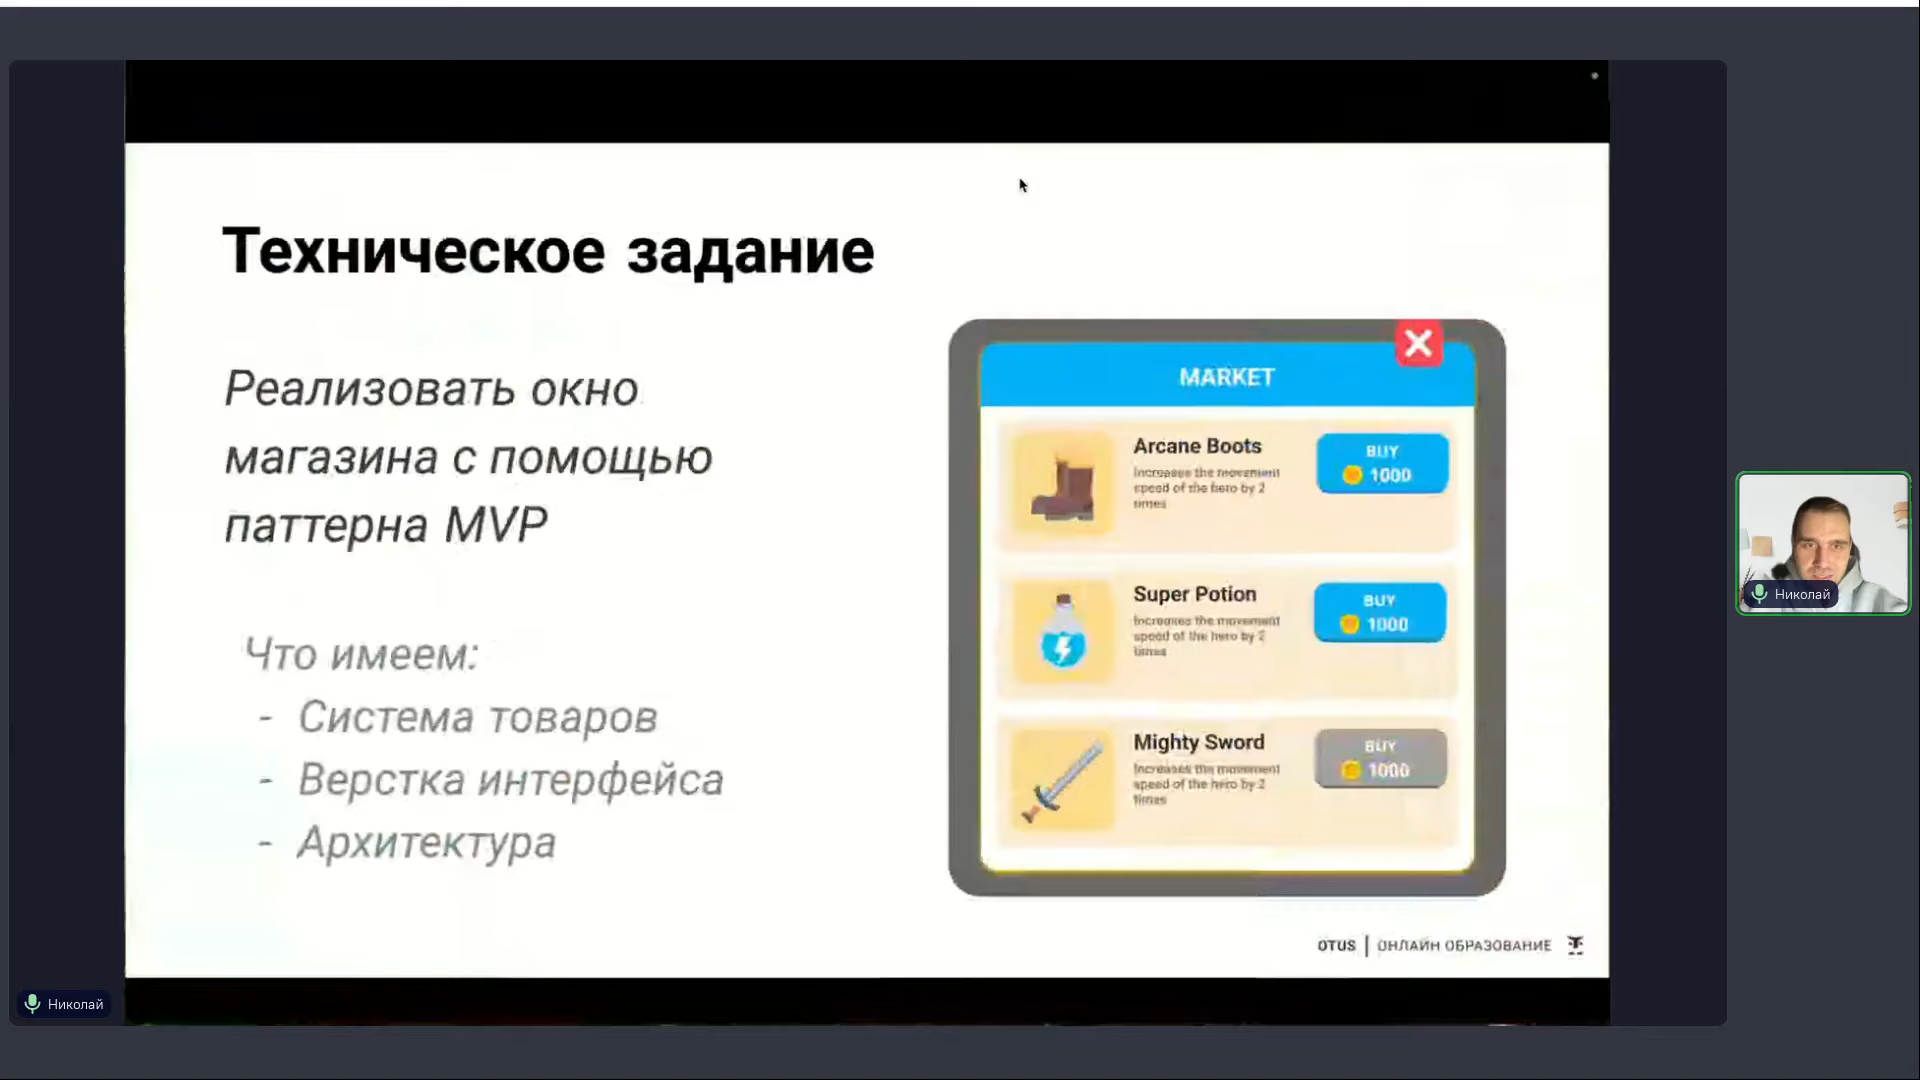 Техническое задание
Реализовать окно
магазина с помощью
паттерна MVP
Что имеем:
- Система товаров
- Верстка интерфейса
- Архитектура
MARKET
Arcane Boots
Increases the movement
speed of the hero by 2
times
BUY
1000
Super Potion
Increases the movement
speed of the hero by 2
times
BUY
1000
Mighty Sword
Increases the movement
speed of the hero by 2
times
BUY
1000
OTUS | ОНЛАЙН ОБРАЗОВАНИЕ
Николай
Николай